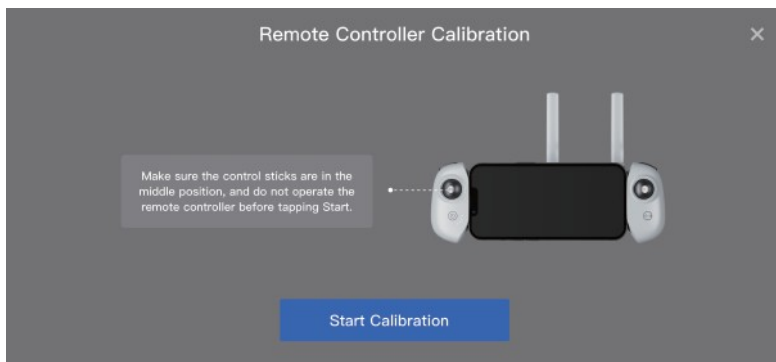 Remote Controller Calibration
Make sure the control sticks are in the
middle position, and do not operate the
remote controller before tapping Start.
Start Calibration